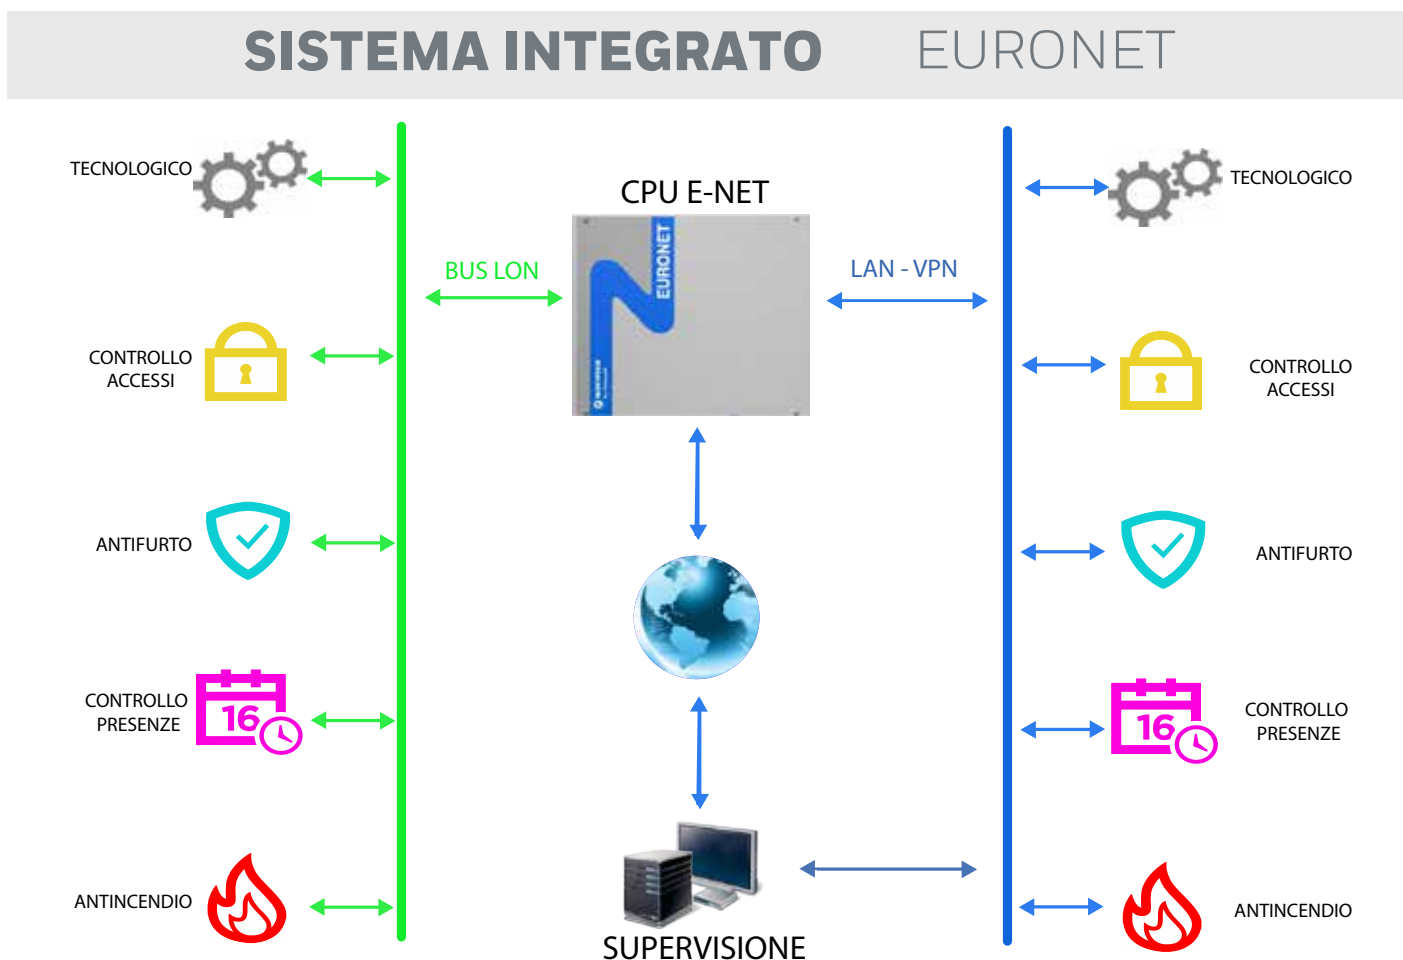 SISTEMA INTEGRATO EURONET
TECNOLOGICO
CONTROLLO
ACCESSI
ANTIFURTO
CONTROLLO
PRESENZE
16
ANTINCENDIO
BUS LON
CPU E-NET
EURONET
LAN - VPN
SUPERVISIONE
TECNOLOGICO
CONTROLLO
ACCESSI
ANTIFURTO
16
CONTROLLO
PRESENZE
ANTINCENDIO